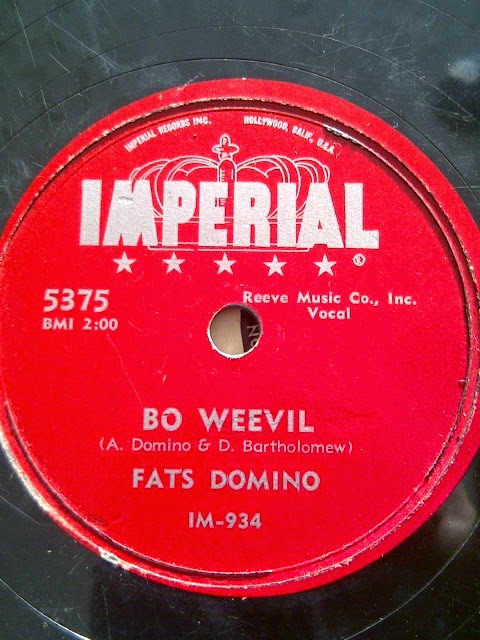 IMPERIAL RECORDS INC. HOLLYWOOD, CALIF., U.S.A.
IMPERIAL
®
5375
BMI 2:00
Reeve Music Co., Inc.
Vocal
BO WEEVIL
(A. Domino & D. Bartholomew)
FATS DOMINO
IM-934